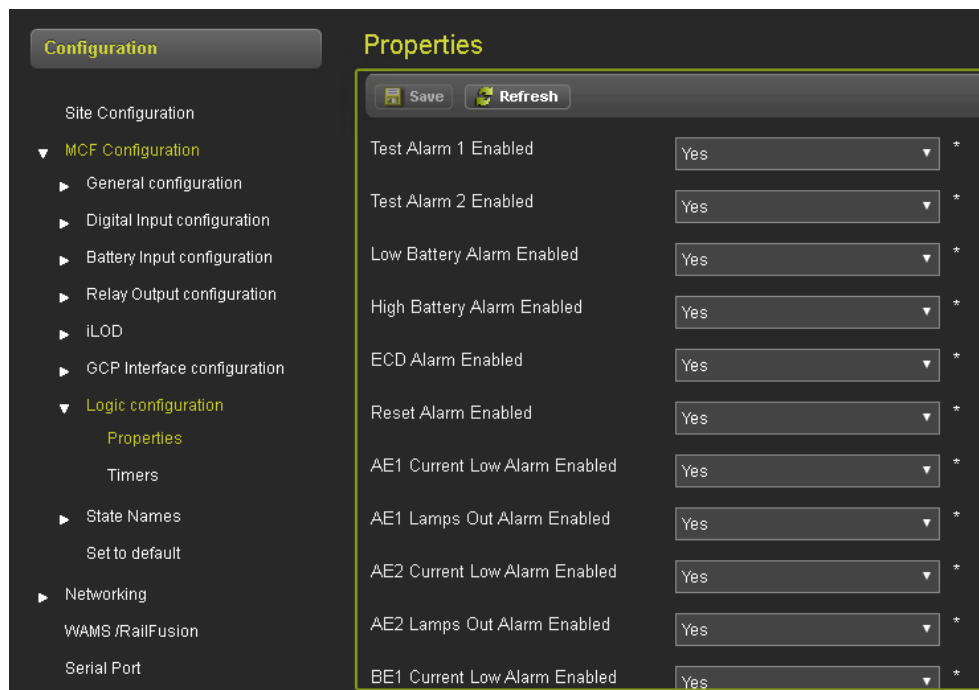 Configuration
Site Configuration
MCF Configuration
General configuration
Digital Input configuration
Battery Input configuration
Relay Output configuration
iLOD
GCP Interface configuration
Logic configuration
Properties
Timers
State Names
Set to default
Networking
WAMS /RailFusion
Serial Port
Properties
Save Refresh
Test Alarm 1 Enabled Yes *
Test Alarm 2 Enabled Yes *
Low Battery Alarm Enabled Yes *
High Battery Alarm Enabled Yes *
ECD Alarm Enabled Yes *
Reset Alarm Enabled Yes *
AE1 Current Low Alarm Enabled Yes *
AE1 Lamps Out Alarm Enabled Yes *
AE2 Current Low Alarm Enabled Yes *
AE2 Lamps Out Alarm Enabled Yes *
BE1 Current Low Alarm Enabled Yes *